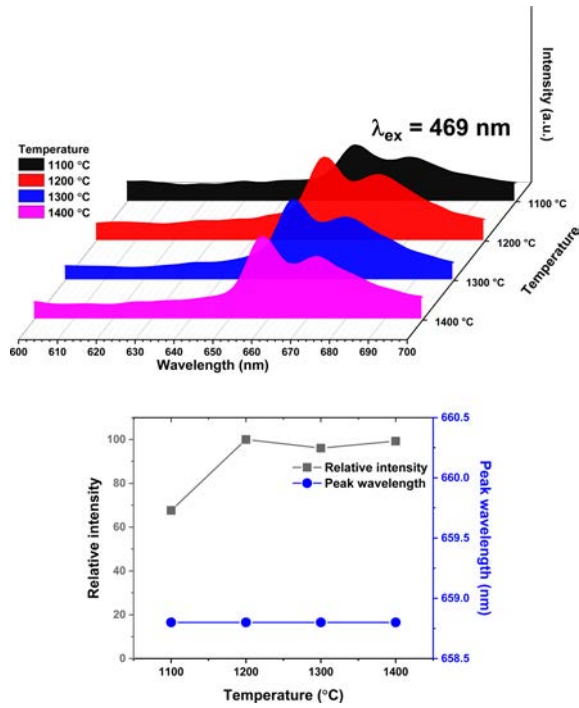 Intensity (a.u.)
λex = 469 nm
Temperature
1100 °C
1200 °C
1300 °C
1400 °C
1100 °C
1200 °C
1300 °C
1400 °C
Temperature
600 610 620 630 640 650 660 670 680 690 700
Wavelength (nm)
Relative intensity
100
80
60
40
20
0
Relative intensity
Peak wavelength
660.5
660.0
659.5
659.0
658.5
Peak wavelength (nm)
1100 1200 1300 1400
Temperature (°C)